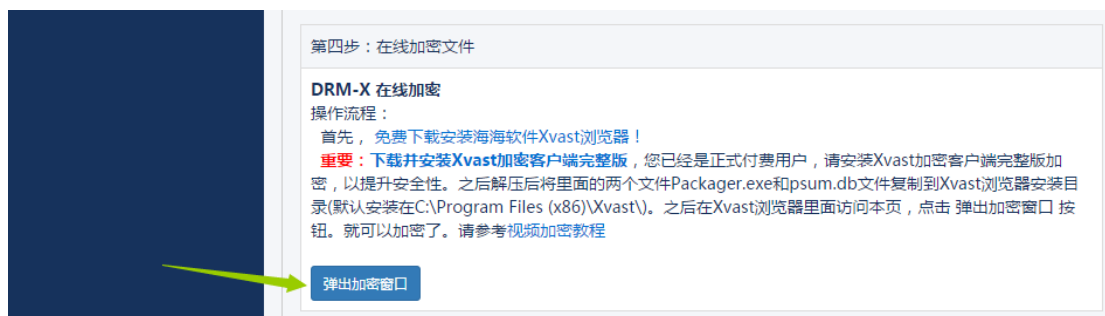 第四步：在线加密文件
DRM-X 在线加密
操作流程：
首先， 免费下载安装海海软件Xvast浏览器！
重要：下载并安装Xvast加密客户端完整版，您已经是正式付费用户，请安装Xvast加密客户端完整版加
密，以提升安全性。之后解压后将里面的两个文件Packager.exe和psum.db文件复制到Xvast浏览器安装目
录(默认安装在C:\Program Files (x86)\Xvast\)。之后在Xvast浏览器里面访问本页，点击 弹出加密窗口 按
钮。就可以加密了。请参考视频加密教程
弹出加密窗口